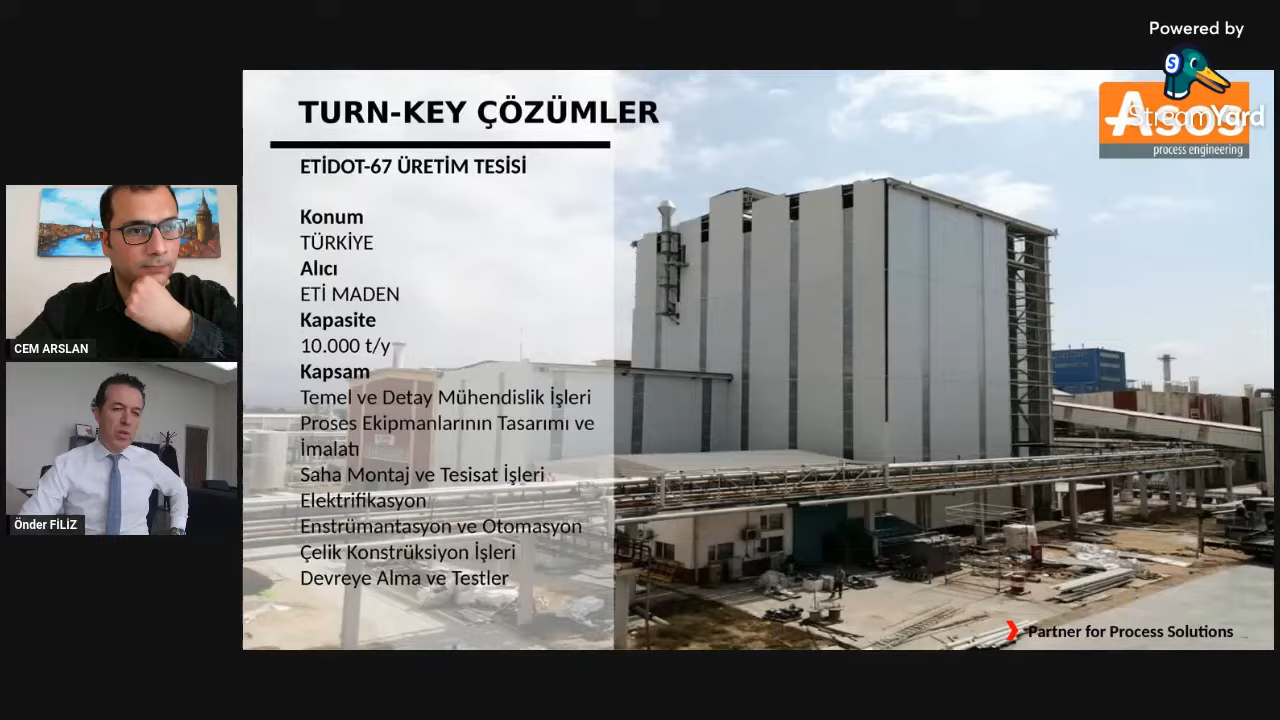 Powered by
StreamYard
Asos
process engineering
TURN-KEY ÇÖZÜMLER
ETİDOT-67 ÜRETİM TESİSİ
Konum
TÜRKİYE
Alıcı
ETİ MADEN
Kapasite
10.000 t/y
Kapsam
Temel ve Detay Mühendislik İşleri
Proses Ekipmanlarının Tasarımı ve
İmalatı
Saha Montaj ve Tesisat İşleri
Elektrifikasyon
Enstrümantasyon ve Otomasyon
Çelik Konstrüksiyon İşleri
Devreye Alma ve Testler
Partner for Process Solutions
CEM ARSLAN
Önder FİLİZ